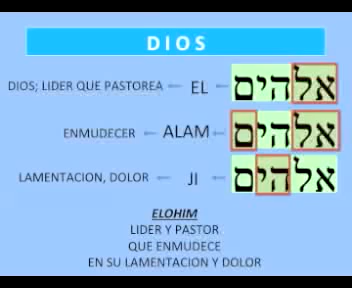 DIOS
DIOS; LIDER QUE PASTOREA ← EL ← אלהים
ENMUDECER ← ALAM ← אלהים
LAMENTACION, DOLOR ← JI אלהים
ELOHIM
LIDER Y PASTOR
QUE ENMUDECE
EN SU LAMENTACION Y DOLOR